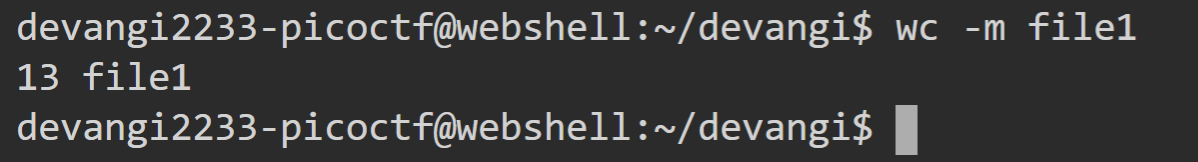 devangi2233-picoctf@webshell:~/devangi$ wc -m file1
13 file1
devangi2233-picoctf@webshell:~/devangi$